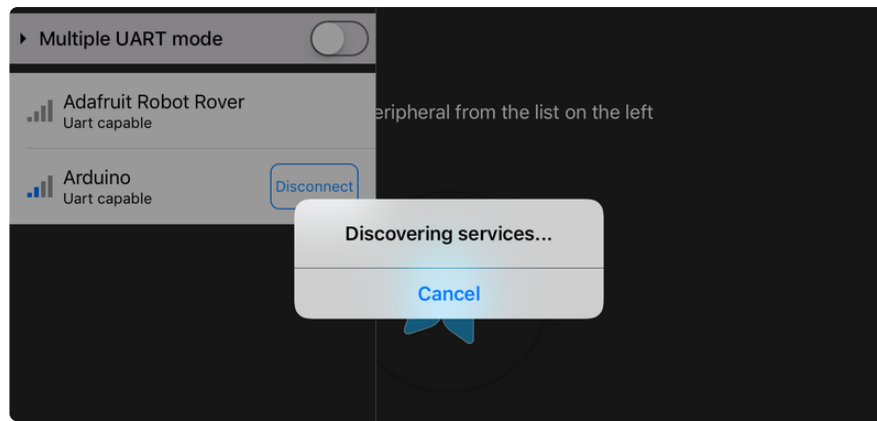 Multiple UART mode
Adafruit Robot Rover
Uart capable
eripheral from the list on the left
Arduino
Uart capable
Disconnect
Discovering services...
Cancel